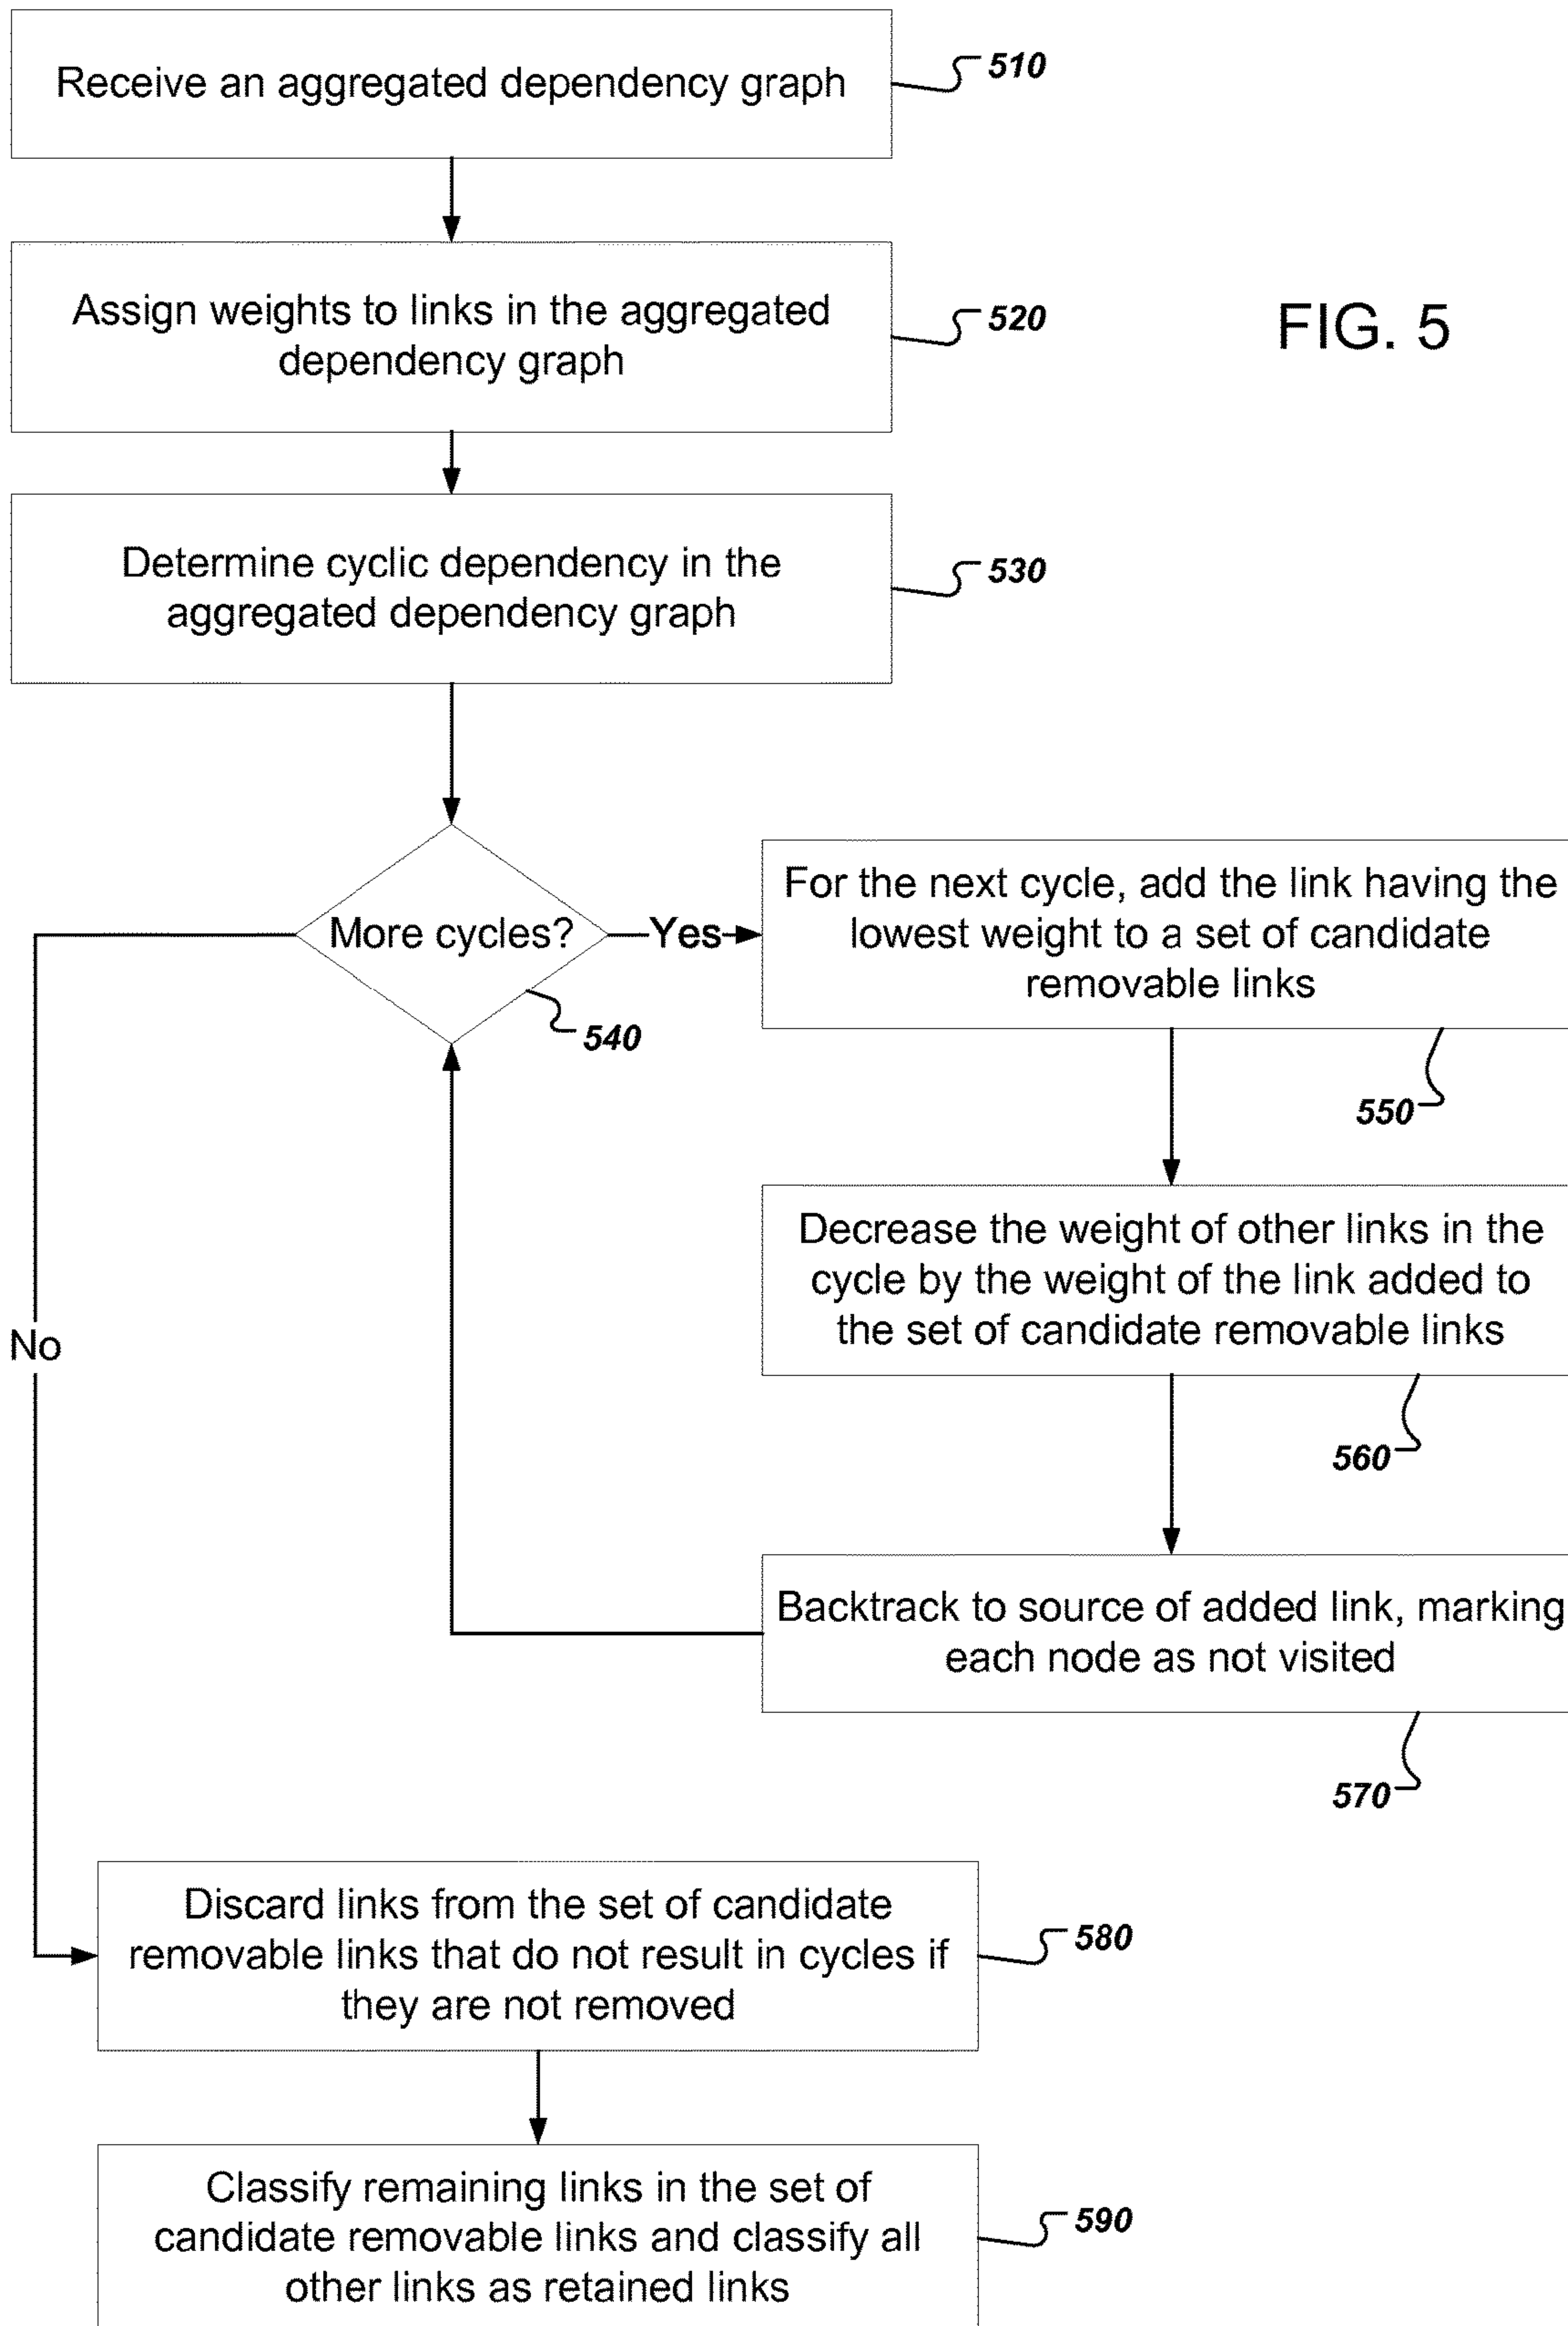 Receive an aggregated dependency graph
510
Assign weights to links in the aggregated
dependency graph
520
FIG. 5
Determine cyclic dependency in the
aggregated dependency graph
530
More cycles?
Yes
540
For the next cycle, add the link having the
lowest weight to a set of candidate
removable links
550
Decrease the weight of other links in the
cycle by the weight of the link added to
the set of candidate removable links
560
No
Backtrack to source of added link, marking
each node as not visited
570
Discard links from the set of candidate
removable links that do not result in cycles if
they are not removed
580
Classify remaining links in the set of
candidate removable links and classify all
other links as retained links
590